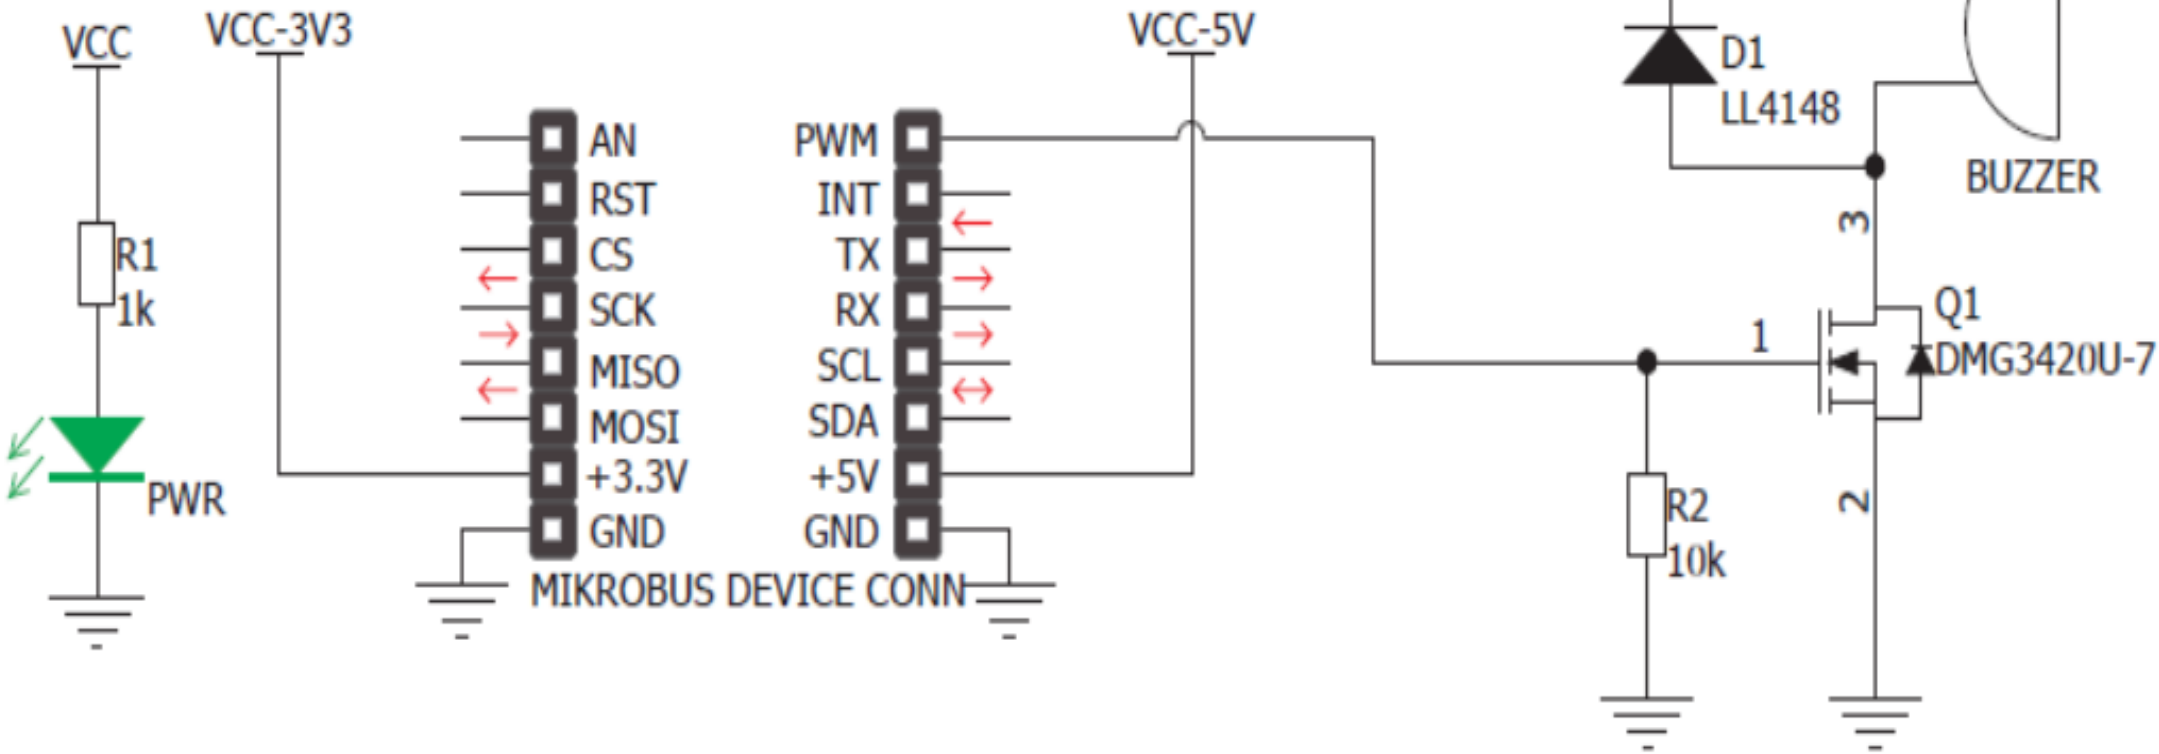 VCC
VCC-3V3
VCC-5V
D1
LL4148
BUZZER
R1
1k
PWR
AN
RST
CS
SCK
MISO
MOSI
+3.3V
GND
PWM
INT
TX
RX
SCL
SDA
+5V
GND
MIKROBUS DEVICE CONN
3
1
2
Q1
DMG3420U-7
R2
10k